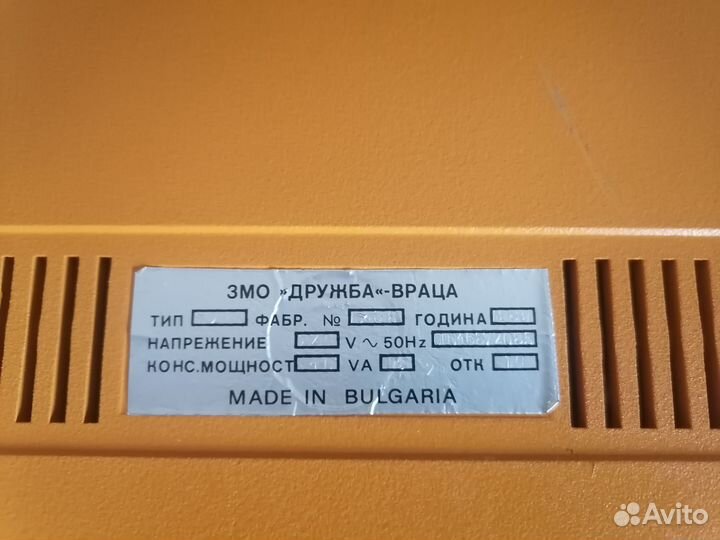 ЗМО »ДРУЖБА«-ВРАЦА
ТИП ФАБР. № ГОДИНА
НАПРЕЖЕНИЕ V ~ 50Hz
КОНС.МОЩНОСТ VA ОТК
MADE IN BULGARIA
Avito